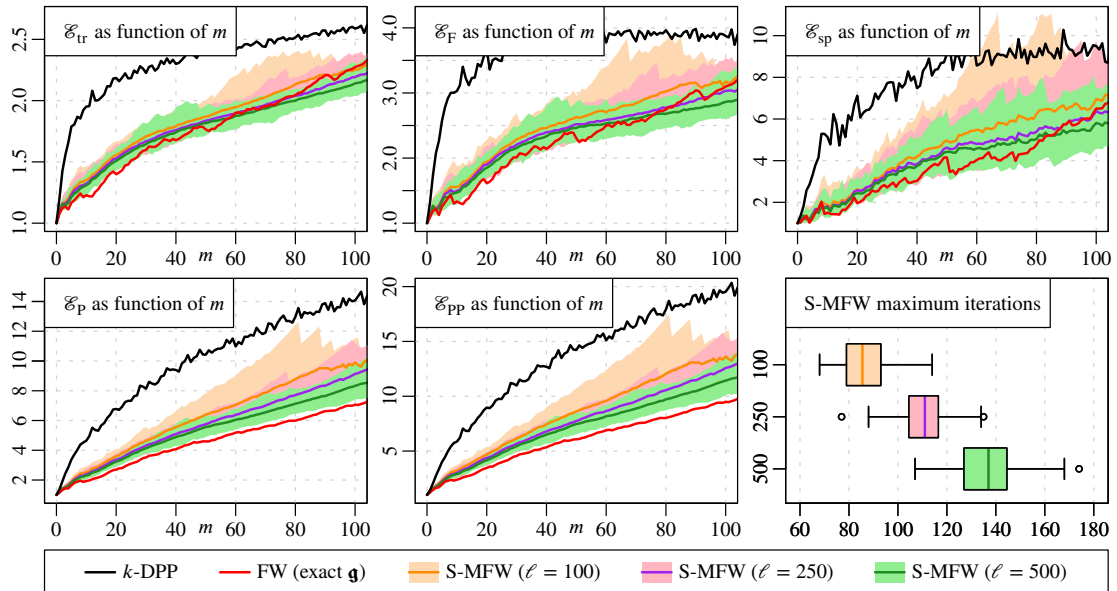 ℰtr as function of m
1.0 1.5 2.0 2.5
0 20 40 60 80 100
m
ℰF as function of m
1.0 2.0 3.0 4.0
0 20 40 60 80 100
m
ℰsp as function of m
2 4 6 8 10
0 20 40 60 80 100
m
ℰP as function of m
2 4 6 8 10 12 14
0 20 40 60 80 100
m
ℰPP as function of m
5 10 15 20
0 20 40 60 80 100
m
S-MFW maximum iterations
100
250
500
60 80 100 120 140 160 180
k-DPP FW (exact 𝖌) S-MFW (ℓ = 100) S-MFW (ℓ = 250) S-MFW (ℓ = 500)